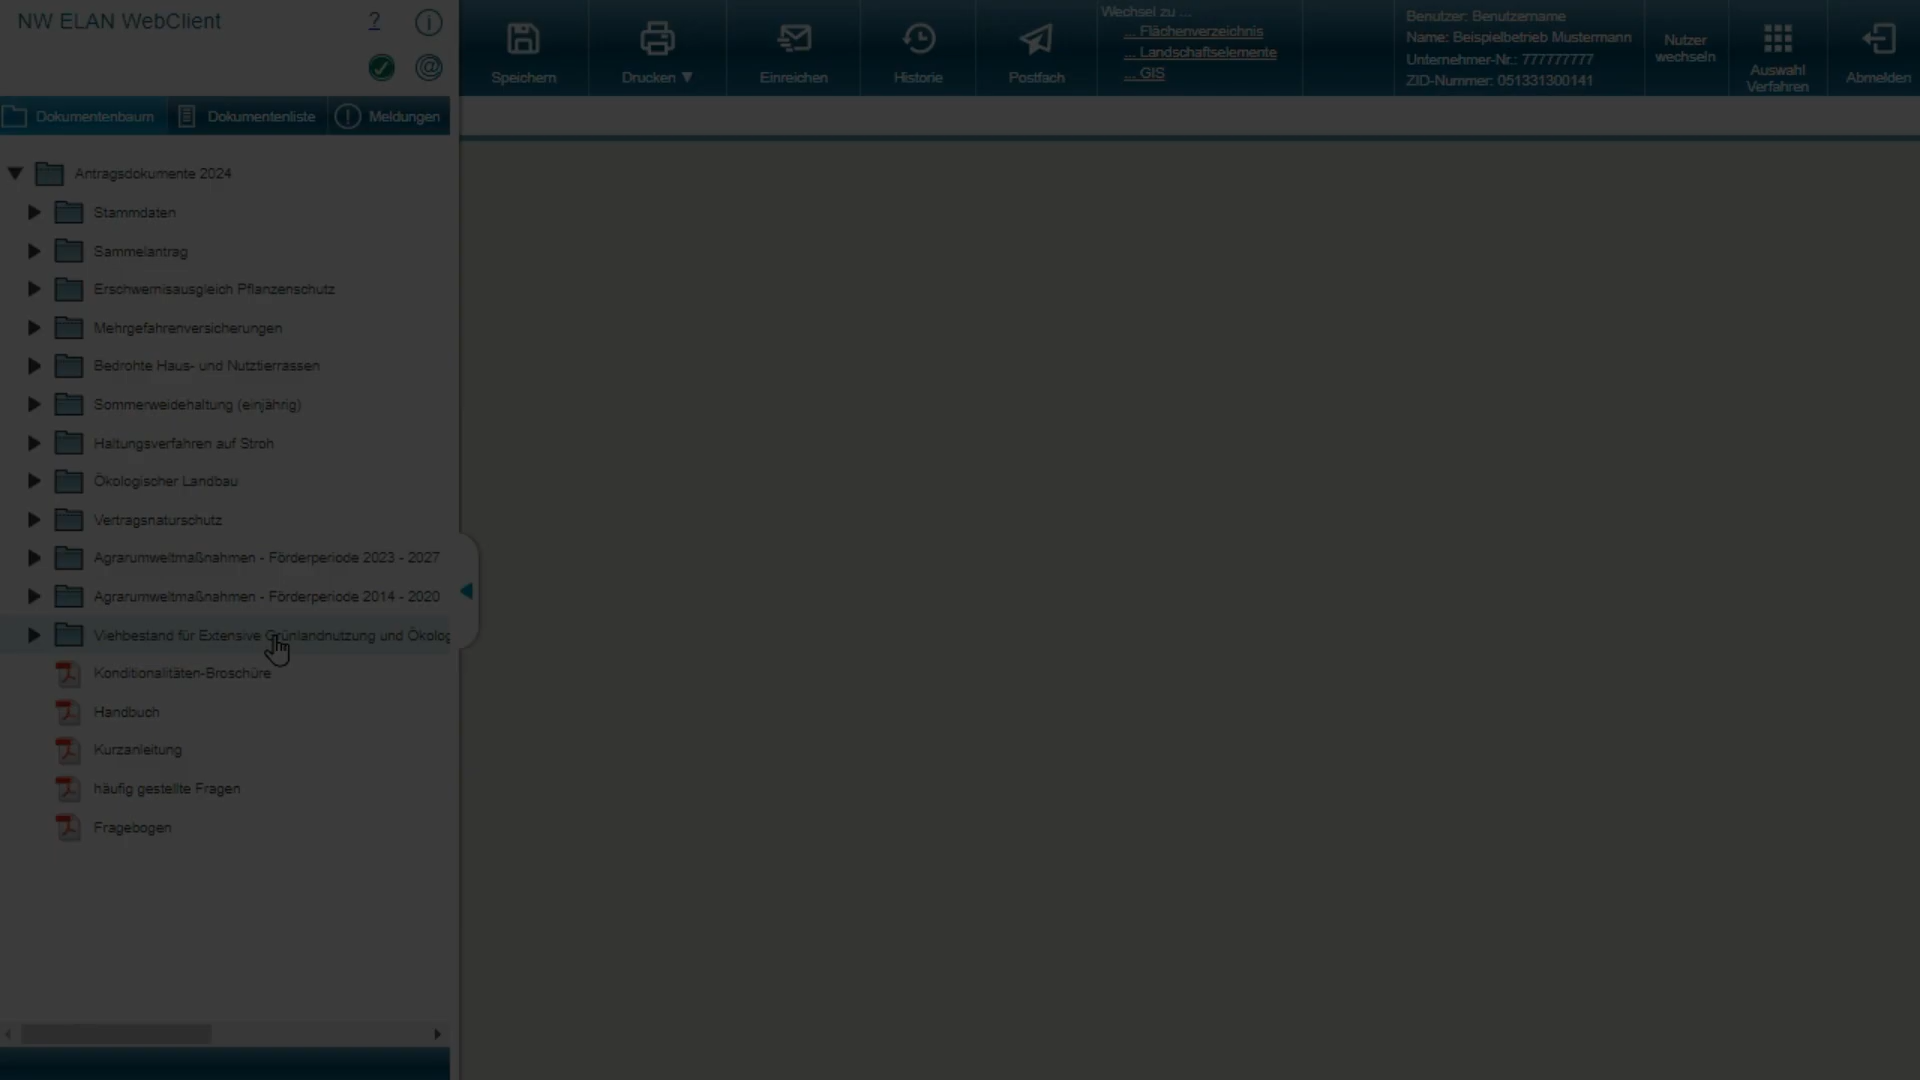 NW ELAN WebClient
?
Speichern
Drucken ▼
Einreichen
Historie
Postfach
Wechsel zu ...
... Flächenverzeichnis
... Landschaftselemente
... GIS
Benutzer: Benutzername
Name: Beispielbetrieb Mustermann
Unternehmer-Nr.: 777777777
ZID-Nummer: 051331300141
Nutzer
wechseln
Auswahl
Verfahren
Abmelden
Dokumentenbaum
Dokumentenliste
Meldungen
Antragsdokumente 2024
Stammdaten
Sammelantrag
Erschwernisausgleich Pflanzenschutz
Mehrgefahrenversicherungen
Bedrohte Haus- und Nutztierrassen
Sommerweidehaltung (einjährig)
Haltungsverfahren auf Stroh
Ökologischer Landbau
Vertragsnaturschutz
Agrarumweltmaßnahmen - Förderperiode 2023 - 2027
Agrarumweltmaßnahmen - Förderperiode 2014 - 2020
Viehbestand für Extensive Grünlandnutzung und Ökolog
Konditionalitäten-Broschüre
Handbuch
Kurzanleitung
häufig gestellte Fragen
Fragebogen